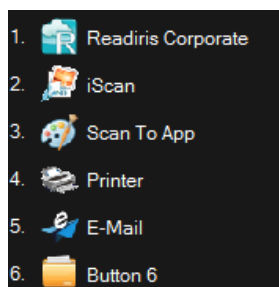 1. Readiris Corporate
2. iScan
3. Scan To App
4. Printer
5. E-Mail
6. Button 6